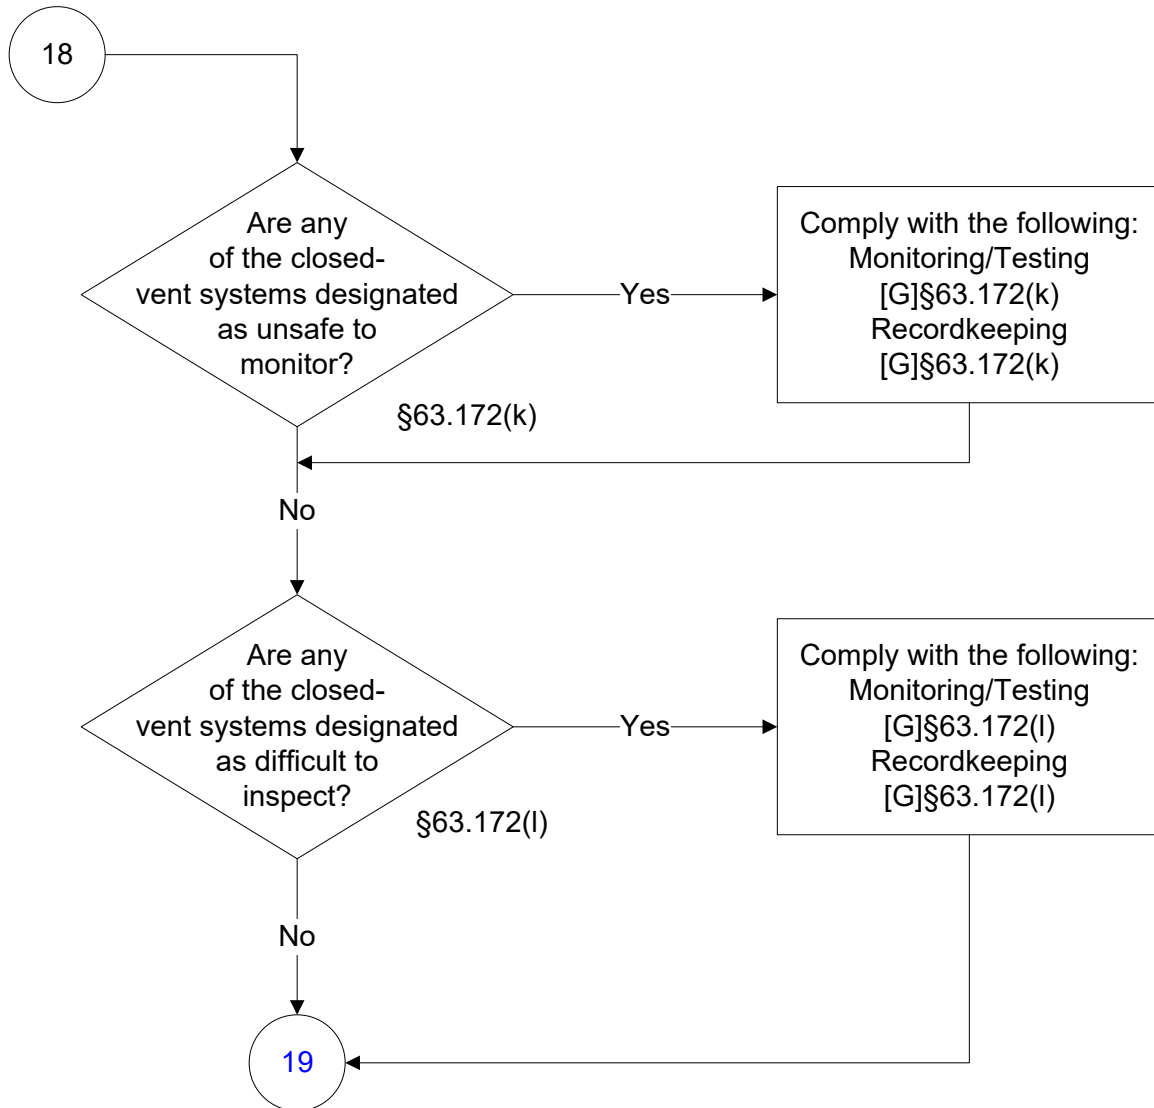 18
Are any
of the closed-
vent systems designated
as unsafe to
monitor?
Yes
Comply with the following:
Monitoring/Testing
[G]§63.172(k)
Recordkeeping
[G]§63.172(k)
§63.172(k)
No
Are any
of the closed-
vent systems designated
as difficult to
inspect?
Yes
Comply with the following:
Monitoring/Testing
[G]§63.172(l)
Recordkeeping
[G]§63.172(l)
§63.172(l)
No
19